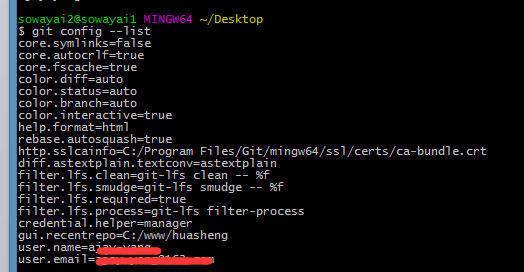 sowayai2@sowayai1 MINGW64 ~/Desktop
$ git config --list
core.symlinks=false
core.autocrlf=true
core.fscache=true
color.diff=auto
color.status=auto
color.branch=auto
color.interactive=true
help.format=html
rebase.autosquash=true
http.sslcainfo=C:/Program Files/Git/mingw64/ssl/certs/ca-bundle.crt
diff.astextplain.textconv=astextplain
filter.lfs.clean=git-lfs clean -- %f
filter.lfs.smudge=git-lfs smudge -- %f
filter.lfs.required=true
filter.lfs.process=git-lfs filter-process
credential.helper=manager
gui.recentrepo=C:/www/huasheng
user.name=
user.email=